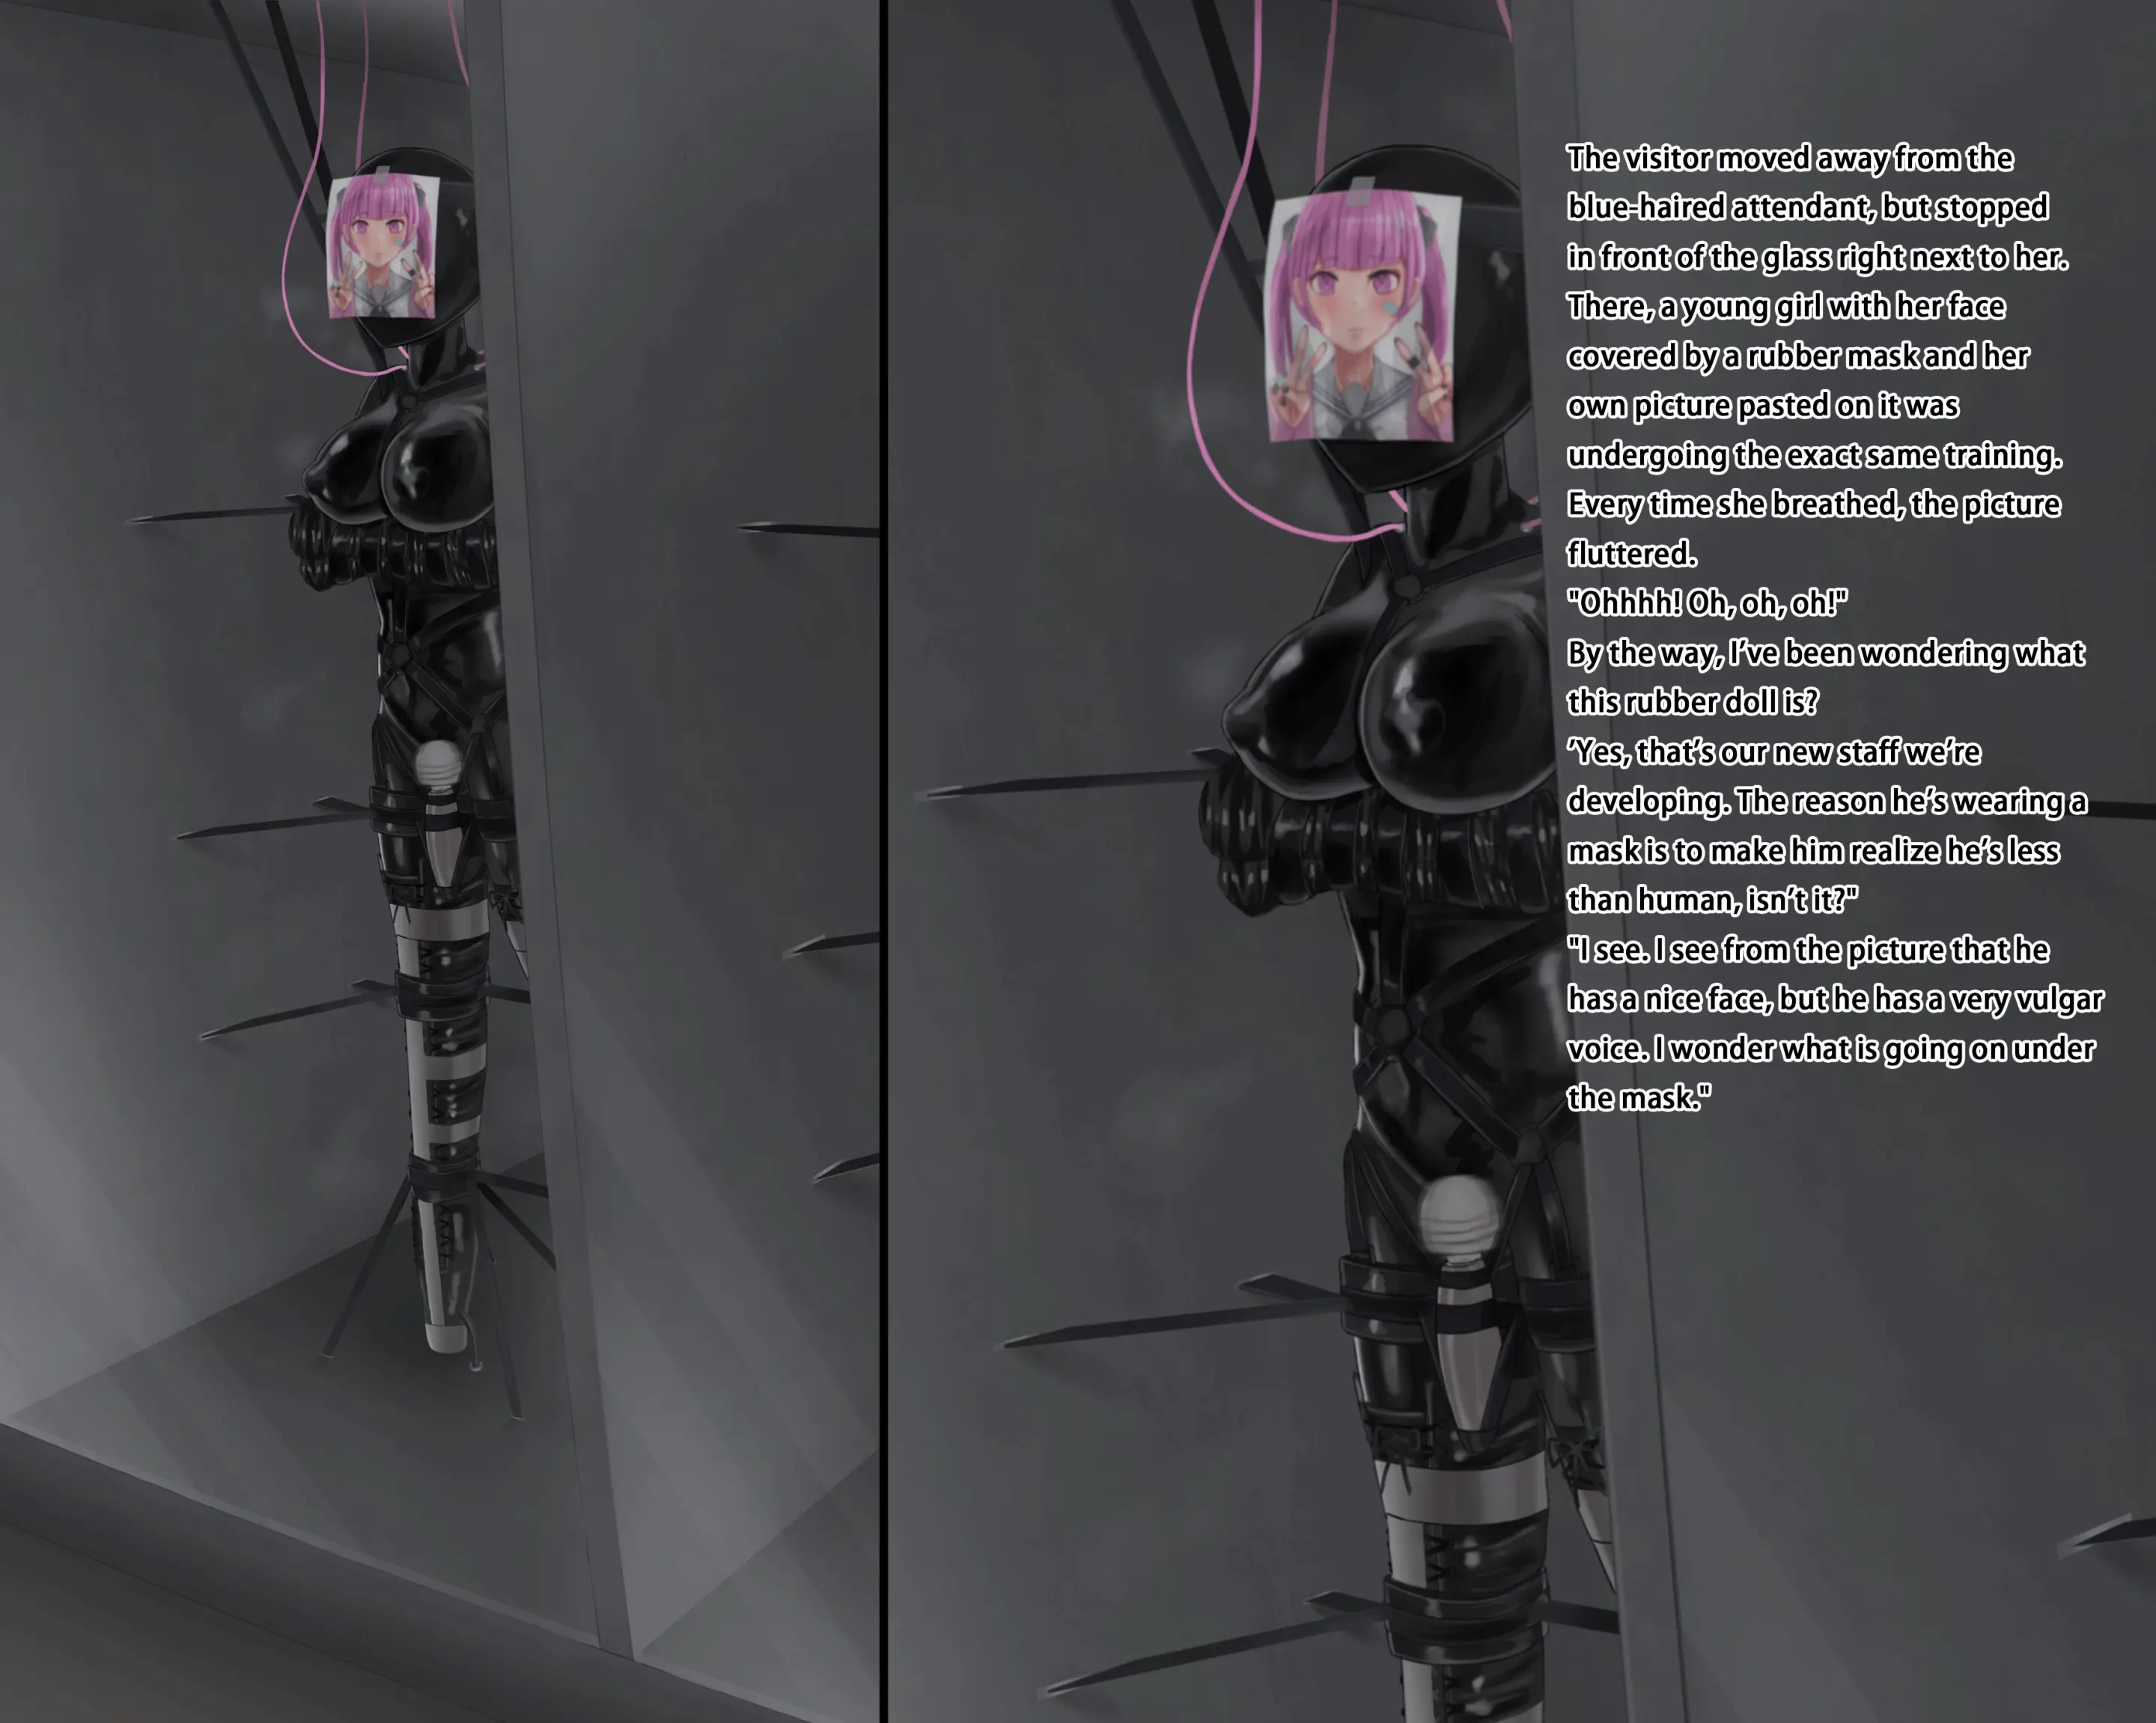 The visitor moved away from the
blue-haired attendant, but stopped
in front of the glass right next to her.
There, a young girl with her face
covered by a rubber mask and her
own picture pasted on it was
undergoing the exact same training.
Every time she breathed, the picture
fluttered.
"Ohhhh! Oh, oh, oh!"
By the way, I've been wondering what
this rubber doll is?
'Yes, that's our new staff we're
developing. The reason he's wearing a
mask is to make him realize he's less
than human, isn't it?"
"I see. I see from the picture that he
has a nice face, but he has a very vulgar
voice. I wonder what is going on under
the mask."